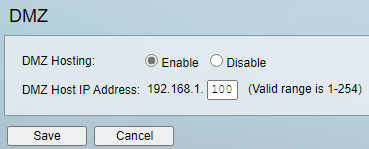 DMZ
DMZ Hosting: Enable Disable
DMZ Host IP Address: 192.168.1. 100 (Valid range is 1-254)
Save Cancel